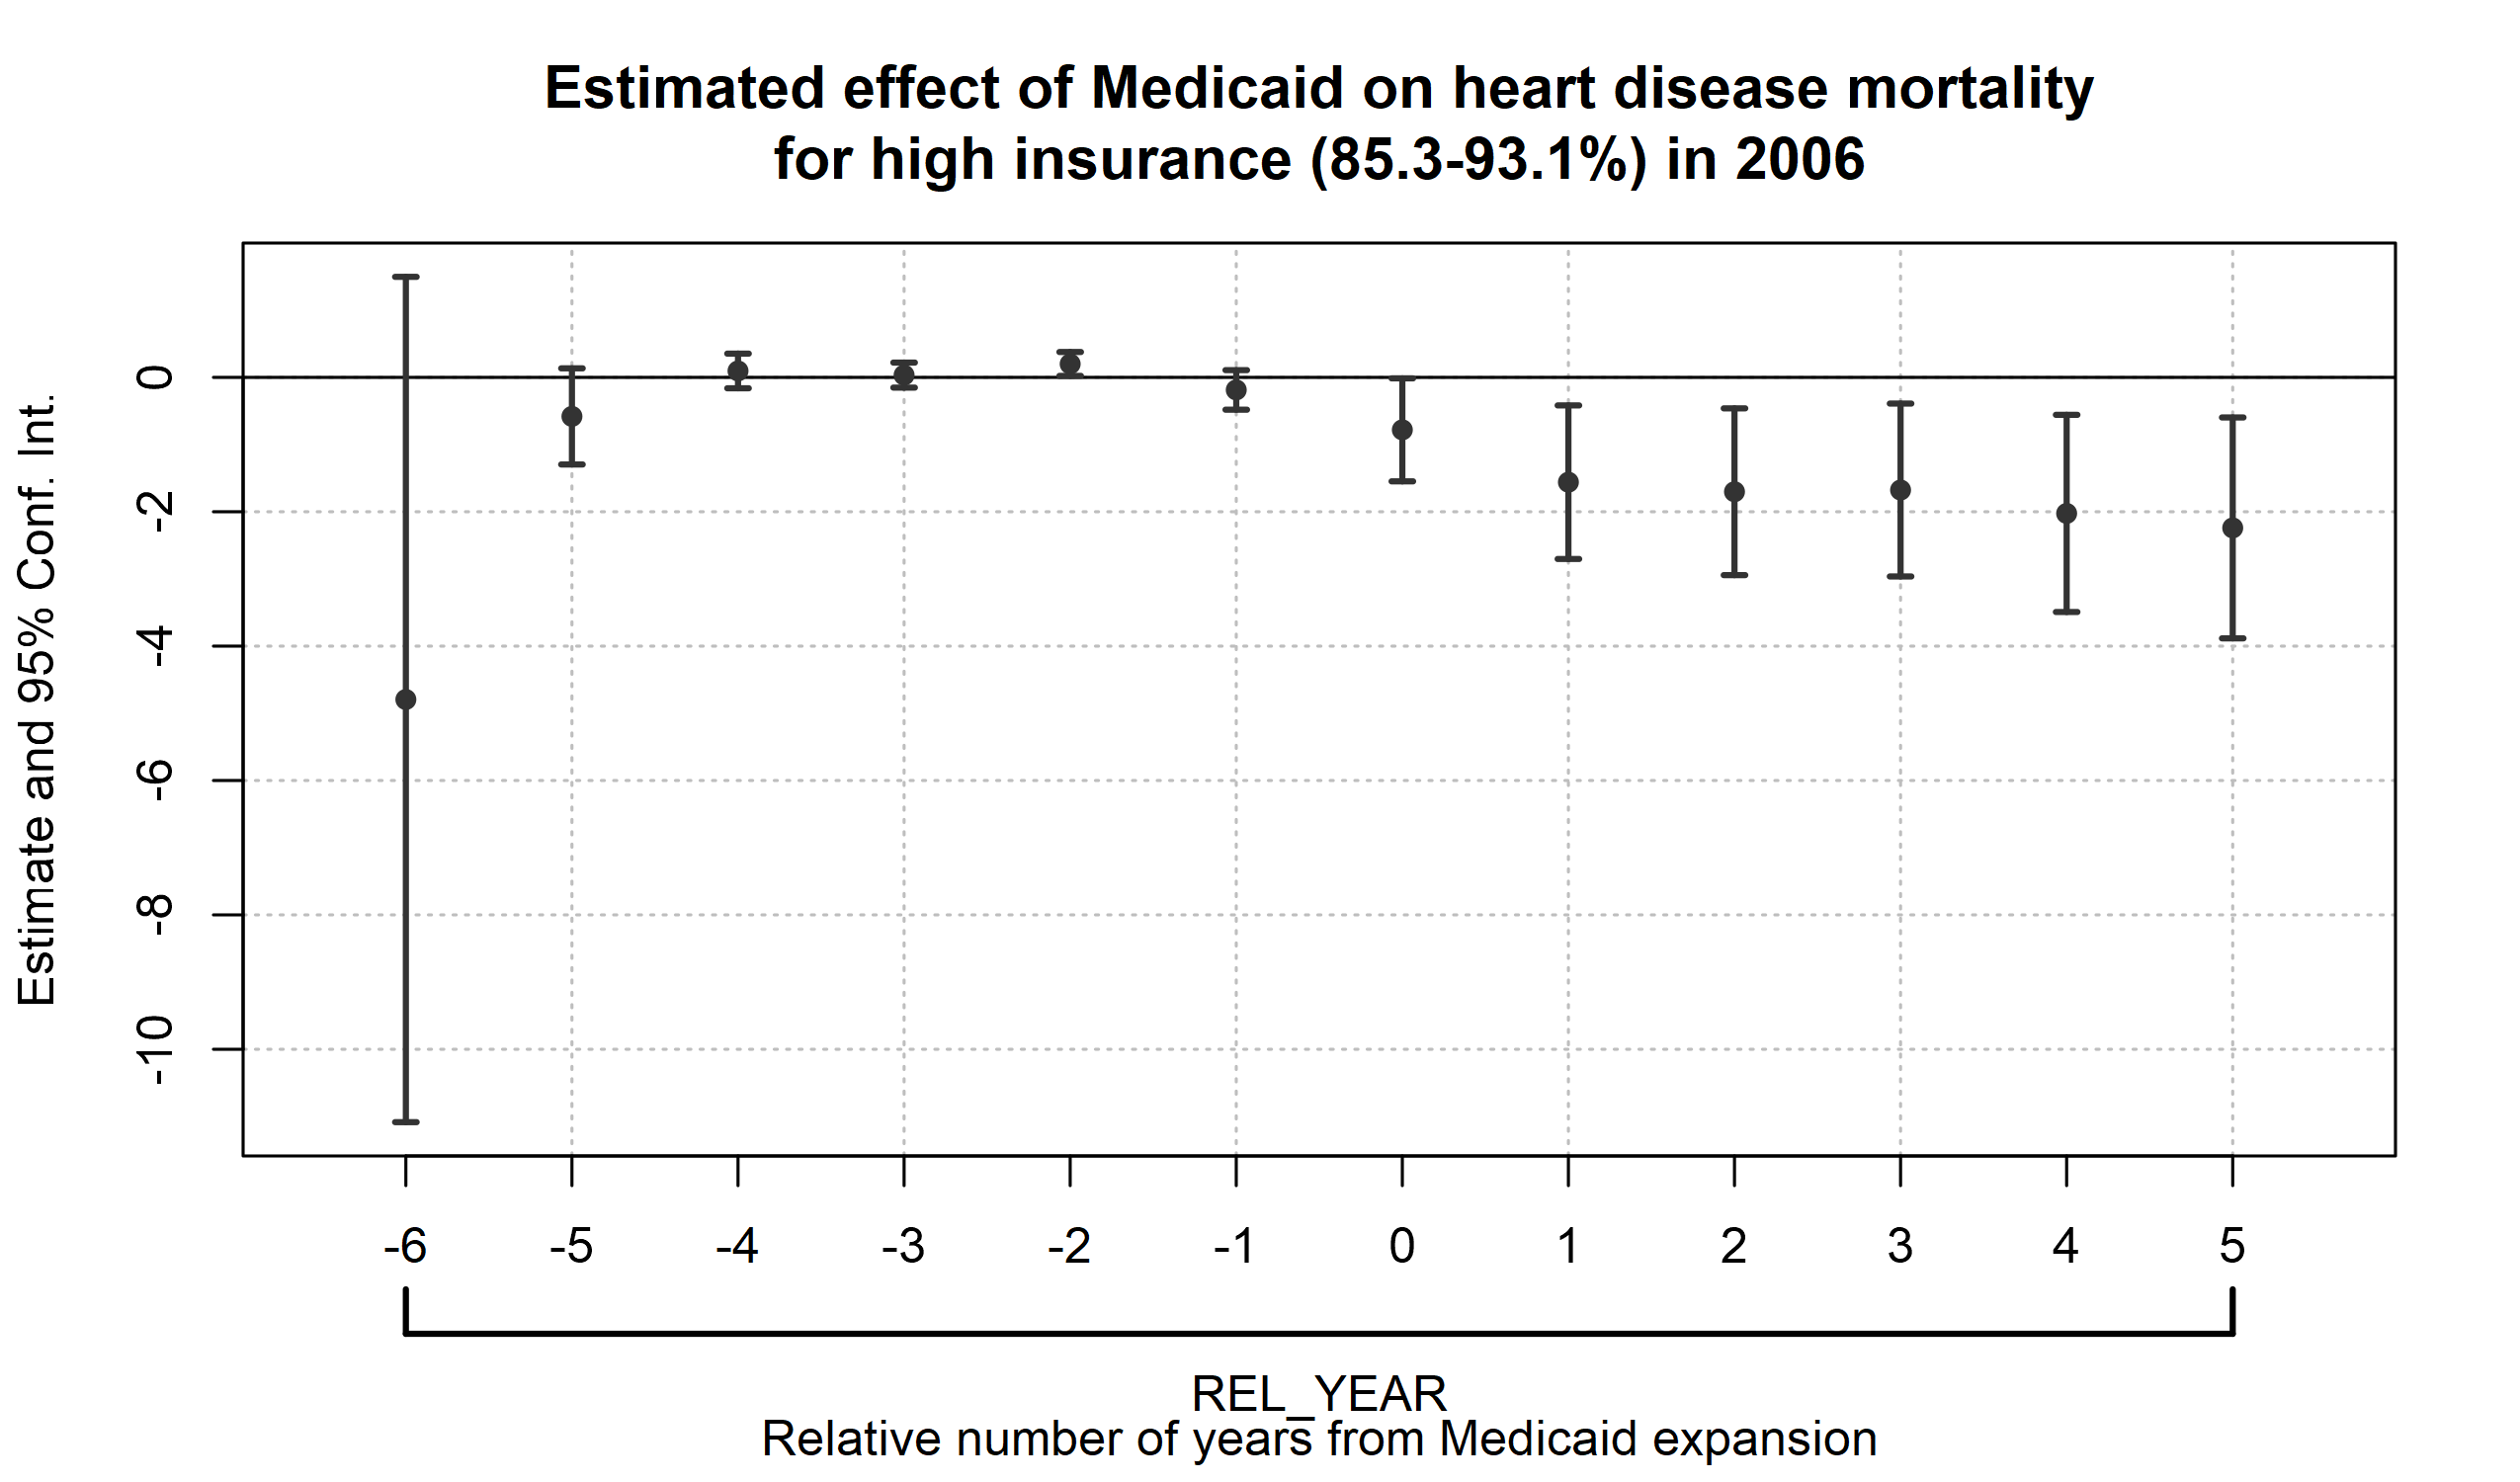 Estimated effect of Medicaid on heart disease mortality
for high insurance (85.3-93.1%) in 2006
Estimate and 95% Conf. Int.
0
-2
-4
-6
-8
-10
-6 -5 -4 -3 -2 -1 0 1 2 3 4 5
REL_YEAR
Relative number of years from Medicaid expansion